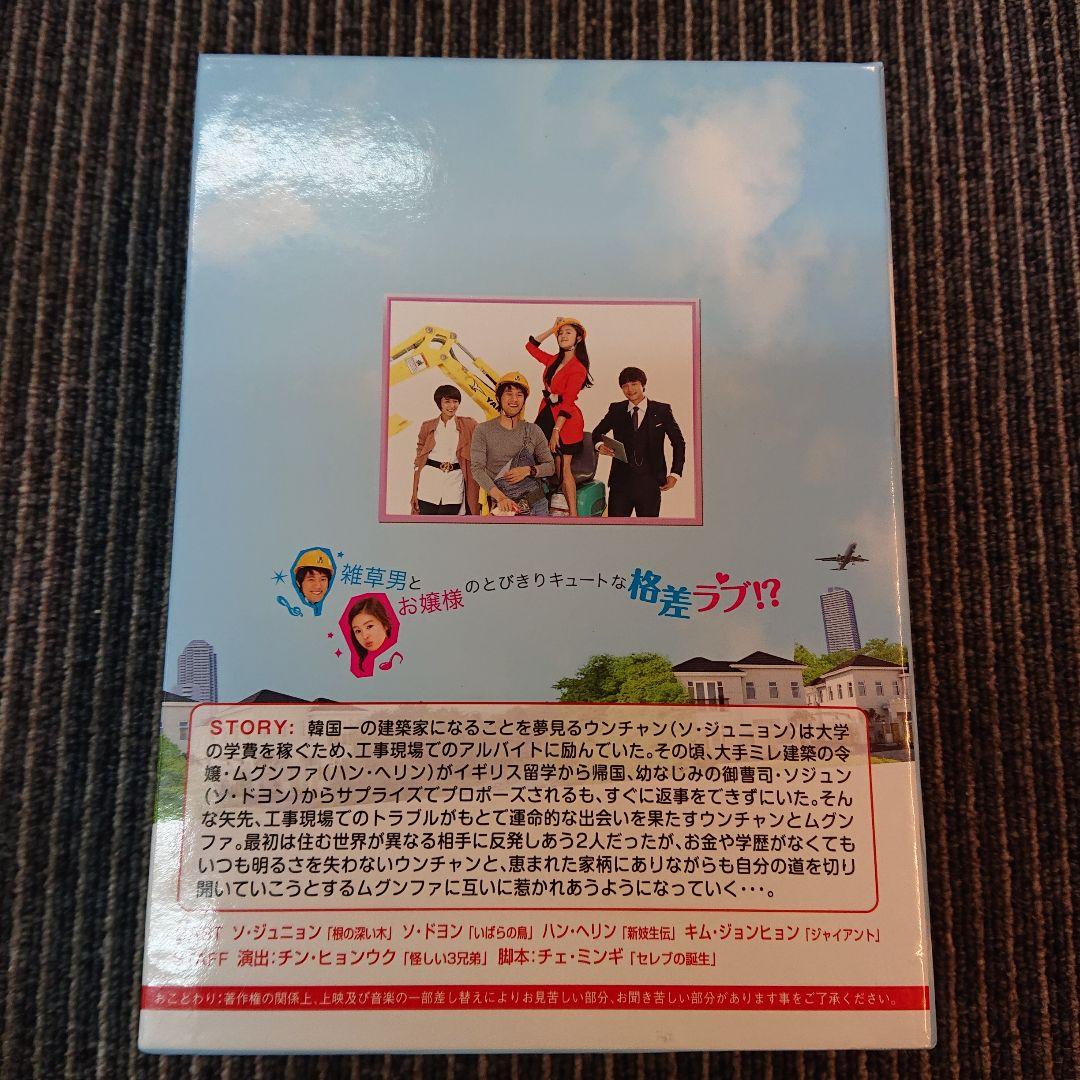 雑草男と
お嬢様のとびきりキュートな格差ラブ!?
STORY: 韓国一の建築家になることを夢見るウンチャン(ソ・ジュニョン)は大学
の学費を稼ぐため、工事現場でのアルバイトに励んでいた。その頃、大手ミレ建築の令
嬢・ムグンファ(ハン・ヘリン)がイギリス留学から帰国、幼なじみの御曹司・ソジュン
(ソ・ドヨン)からサプライズでプロポーズされるも、すぐに返事をできずにいた。そん
な矢先、工事現場でのトラブルがもとで運命的な出会いを果たすウンチャンとムグン
ファ。最初は住む世界が異なる相手に反発しあう2人だったが、お金や学歴がなくても
いつも明るさを失わないウンチャンと、恵まれた家柄にありながらも自分の道を切り
開いていこうとするムグンファに互いに惹かれあうようになっていく・・・。
CAST ソ・ジュニョン「根の深い木」 ソ・ドヨン「いばらの鳥」 ハン・ヘリン「新妓生伝」 キム・ジョンヒョン「ジャイアント」
STAFF 演出:チン・ヒョンウク「怪しい3兄弟」 脚本:チェ・ミンギ「セレブの誕生」
おことわり:著作権の関係上、上映及び音楽の一部差し替えによりお見苦しい部分、お聞き苦しい部分があります事をご了承ください。